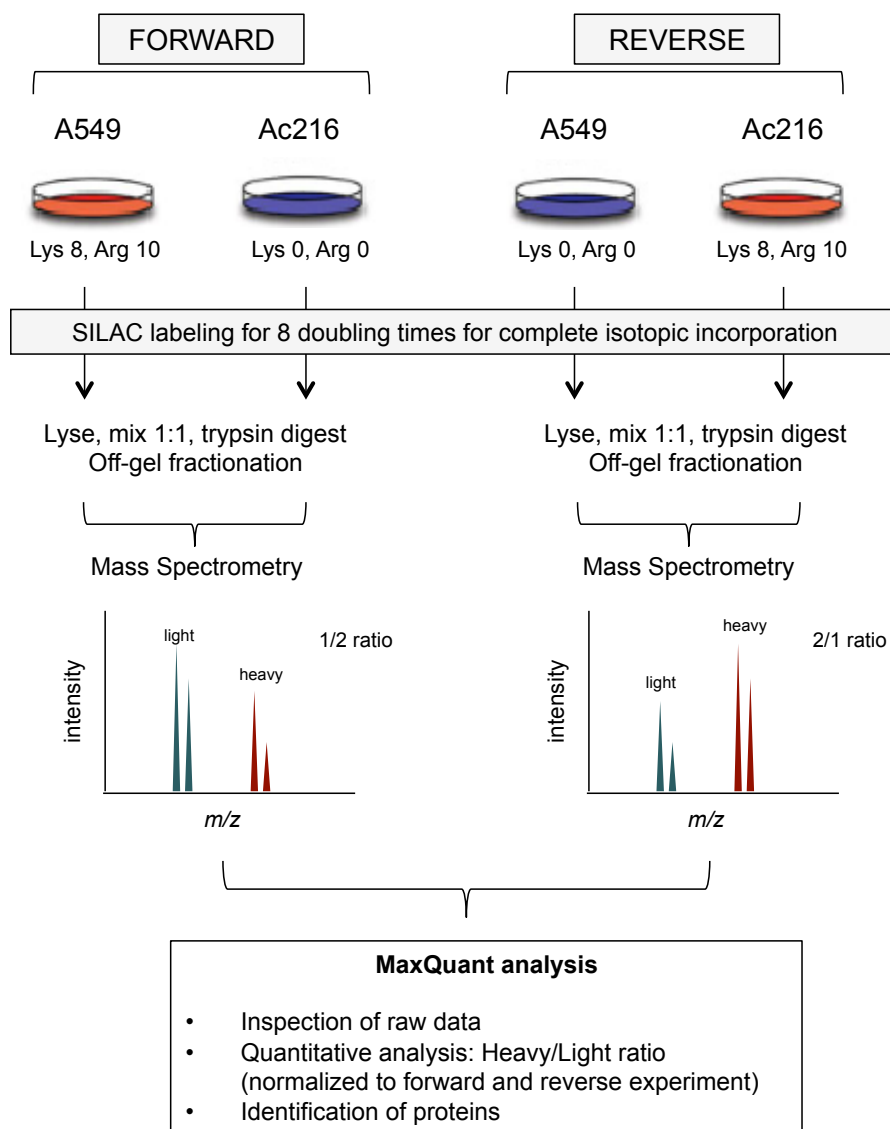 FORWARD
REVERSE
A549
Ac216
A549
Ac216
Lys 8, Arg 10
Lys 0, Arg 0
Lys 0, Arg 0
Lys 8, Arg 10
SILAC labeling for 8 doubling times for complete isotopic incorporation
Lyse, mix 1:1, trypsin digest
Off-gel fractionation
Lyse, mix 1:1, trypsin digest
Off-gel fractionation
Mass Spectrometry
Mass Spectrometry
light
heavy
1/2 ratio
intensity
m/z
light
heavy
2/1 ratio
intensity
m/z
MaxQuant analysis
• Inspection of raw data
• Quantitative analysis: Heavy/Light ratio
(normalized to forward and reverse experiment)
• Identification of proteins